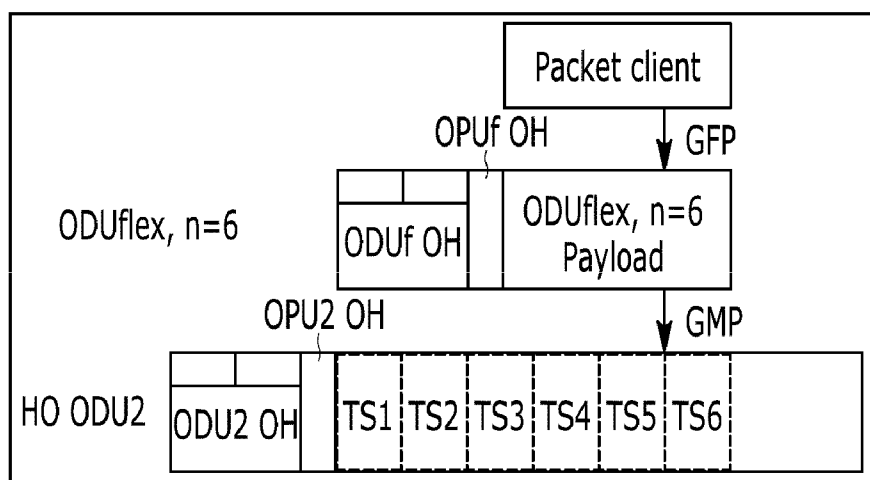 Packet client
OPUf OH
GFP
ODUflex, n=6
ODUf OH
ODUflex, n=6
Payload
OPU2 OH
GMP
HO ODU2
ODU2 OH
TS1 TS2 TS3 TS4 TS5 TS6